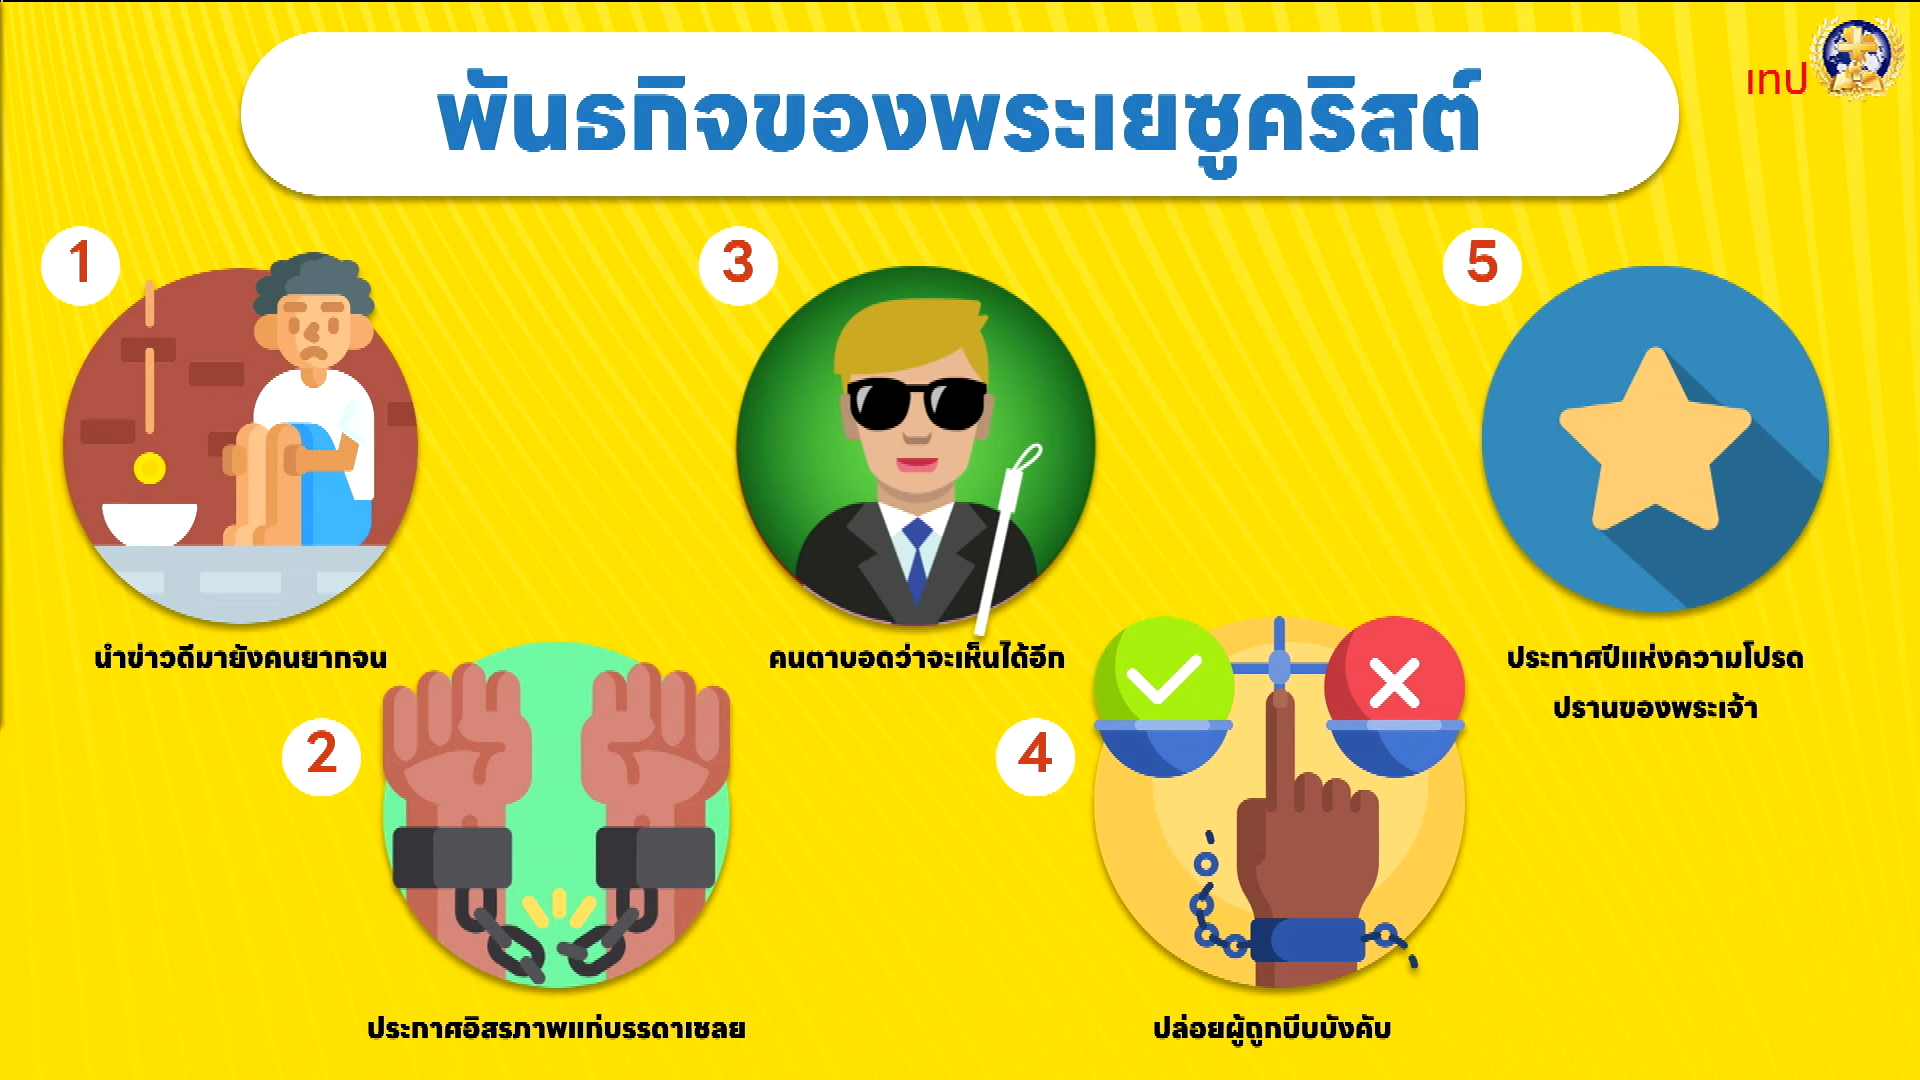 พันธกิจของพระเยซูคริสต์
เทป
1
นำข่าวดีมายังคนยากจน
2
ประกาศอิสรภาพแก่บรรดาเชลย
3
คนตาบอดว่าจะเห็นได้อีก
4
ปล่อยผู้ถูกบีบบังคับ
5
ประกาศปีแห่งความโปรด
ปรานของพระเจ้า